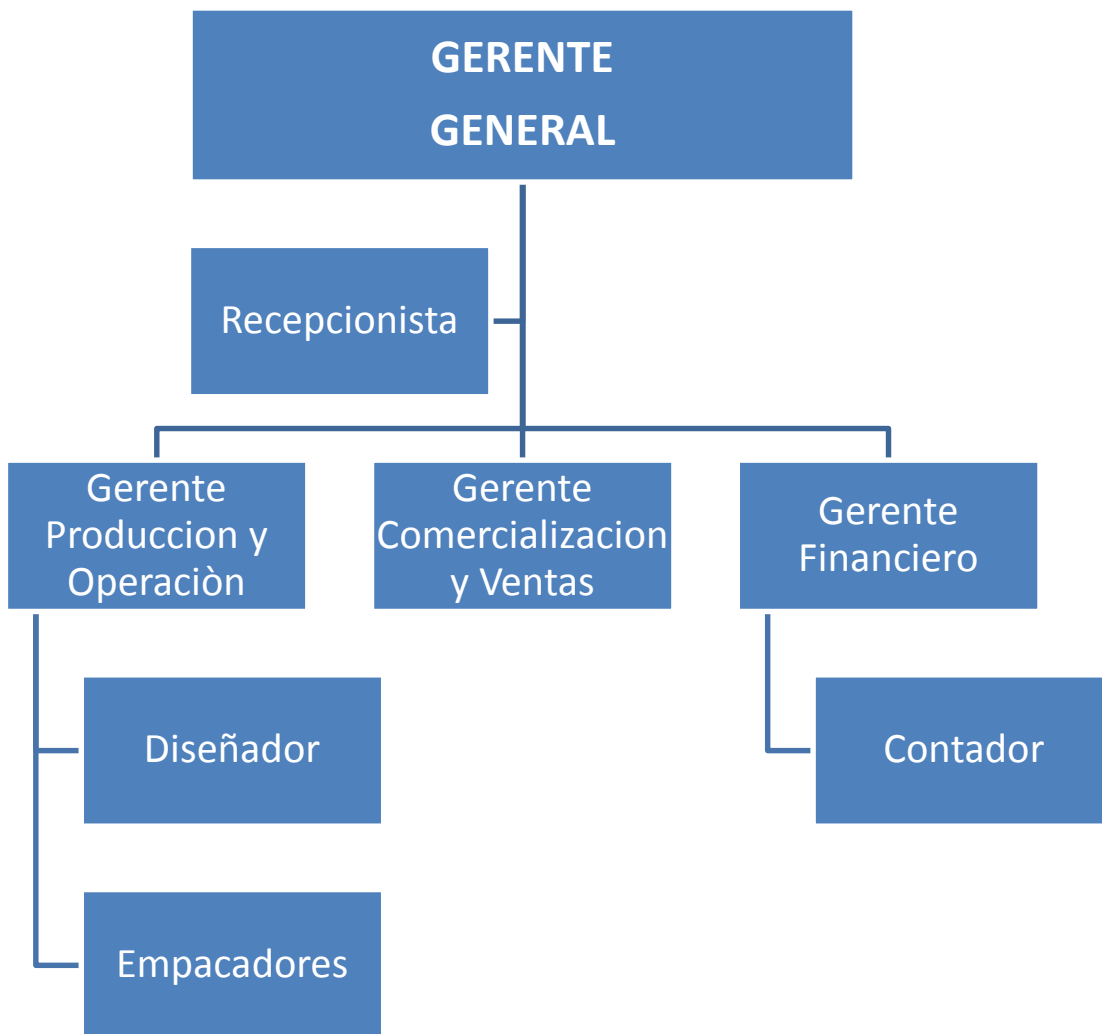 GERENTE
GENERAL
Recepcionista
Gerente
Produccion y
Operaciòn
Gerente
Comercializacion
y Ventas
Gerente
Financiero
Diseñador
Contador
Empacadores